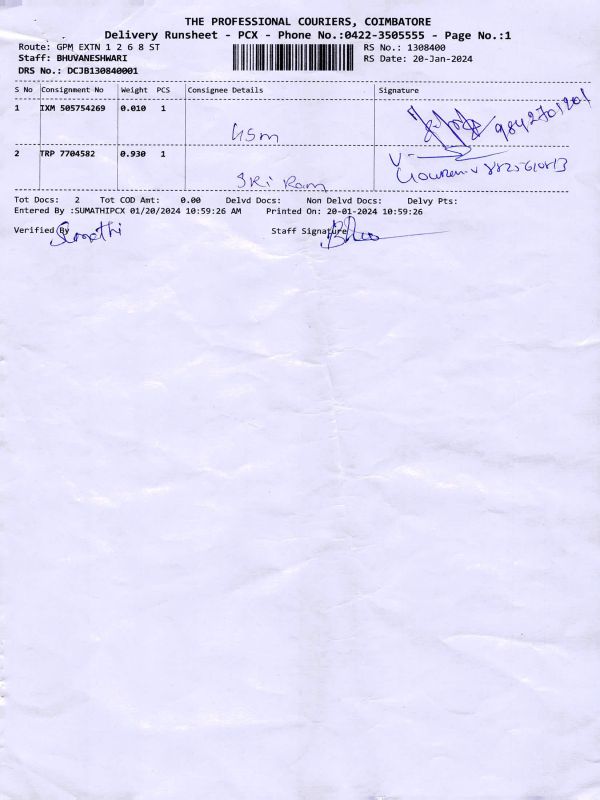 THE PROFESSIONAL COURIERS, COIMBATORE
Delivery Runsheet - PCX - Phone No.:0422-3505555 - Page No.:1
Route: GPM EXTN 1 2 6 8 ST RS No.: 1308400
Staff: BHUVANESHWARI RS Date: 20-Jan-2024
DRS No.: DCJB130840001
S No Consignment No Weight PCS Consignee Details Signature
1 IXM 505754269 0.010 1
9842701201
2 TRP 7704582 0.930 1
Sri Ram
Tot Docs: 2 Tot COD Amt: 0.00 Delvd Docs: Non Delvd Docs: Delvy Pts:
Entered By :SUMATHIPCX 01/20/2024 10:59:26 AM Printed On: 20-01-2024 10:59:26
Verified By Staff Signature
Sumathi